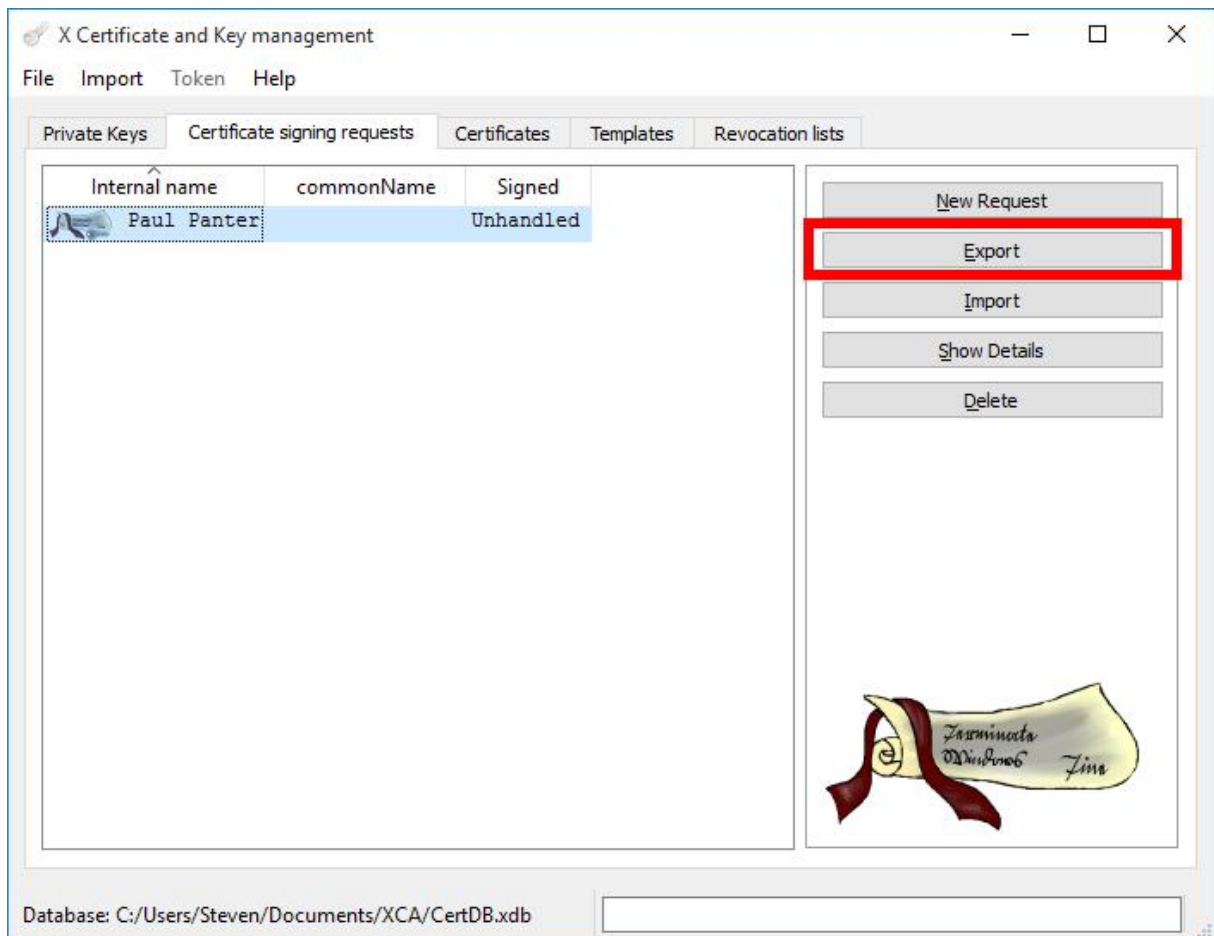 X Certificate and Key management
File Import Token Help
Private Keys Certificate signing requests Certificates Templates Revocation lists
Internal name commonName Signed
Paul Panter Unhandled
New Request
Export
Import
Show Details
Delete
Database: C:/Users/Steven/Documents/XCA/CertDB.xdb